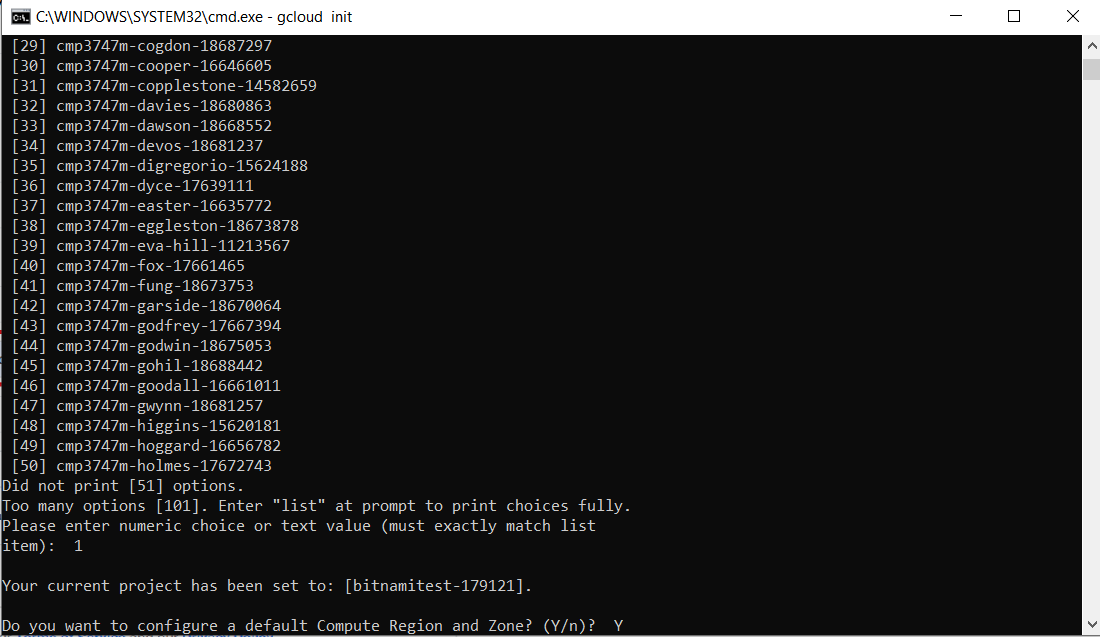 C:\WINDOWS\SYSTEM32\cmd.exe - gcloud  init
[29] cmp3747m-cogdon-18687297
[30] cmp3747m-cooper-16646605
[31] cmp3747m-copplestone-14582659
[32] cmp3747m-davies-18680863
[33] cmp3747m-dawson-18668552
[34] cmp3747m-devos-18681237
[35] cmp3747m-digregorio-15624188
[36] cmp3747m-dyce-17639111
[37] cmp3747m-easter-16635772
[38] cmp3747m-eggleston-18673878
[39] cmp3747m-eva-hill-11213567
[40] cmp3747m-fox-17661465
[41] cmp3747m-fung-18673753
[42] cmp3747m-garside-18670064
[43] cmp3747m-godfrey-17667394
[44] cmp3747m-godwin-18675053
[45] cmp3747m-gohil-18688442
[46] cmp3747m-goodall-16661011
[47] cmp3747m-gwynn-18681257
[48] cmp3747m-higgins-15620181
[49] cmp3747m-hoggard-16656782
[50] cmp3747m-holmes-17672743
Did not print [51] options.
Too many options [101]. Enter "list" at prompt to print choices fully.
Please enter numeric choice or text value (must exactly match list
item):  1
Your current project has been set to: [bitnamitest-179121].
Do you want to configure a default Compute Region and Zone? (Y/n)?  Y